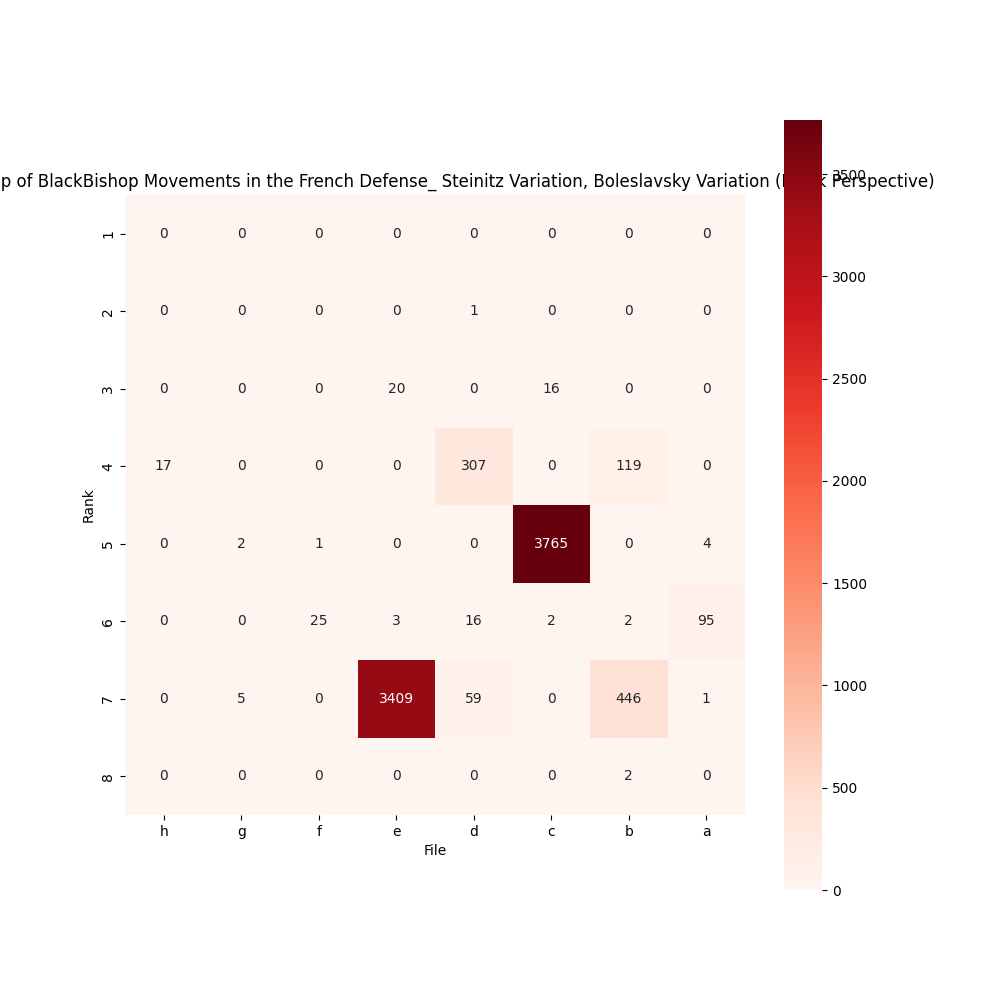 p of BlackBishop Movements in the French Defense_ Steinitz Variation, Boleslavsky Variation ( Perspective)
3500
1 0 0 0 0 0 0 0 0
3000
2 0 0 0 0 1 0 0 0
3 0 0 0 20 0 16 0 0
2500
4 17 0 0 0 307 0 119 0
2000
Rank
5 0 2 1 0 0 3765 0 4
1500
6 0 0 25 3 16 2 2 95
1000
7 0 5 0 3409 59 0 446 1
500
8 0 0 0 0 0 0 2 0
h g f e d c b a
File
0